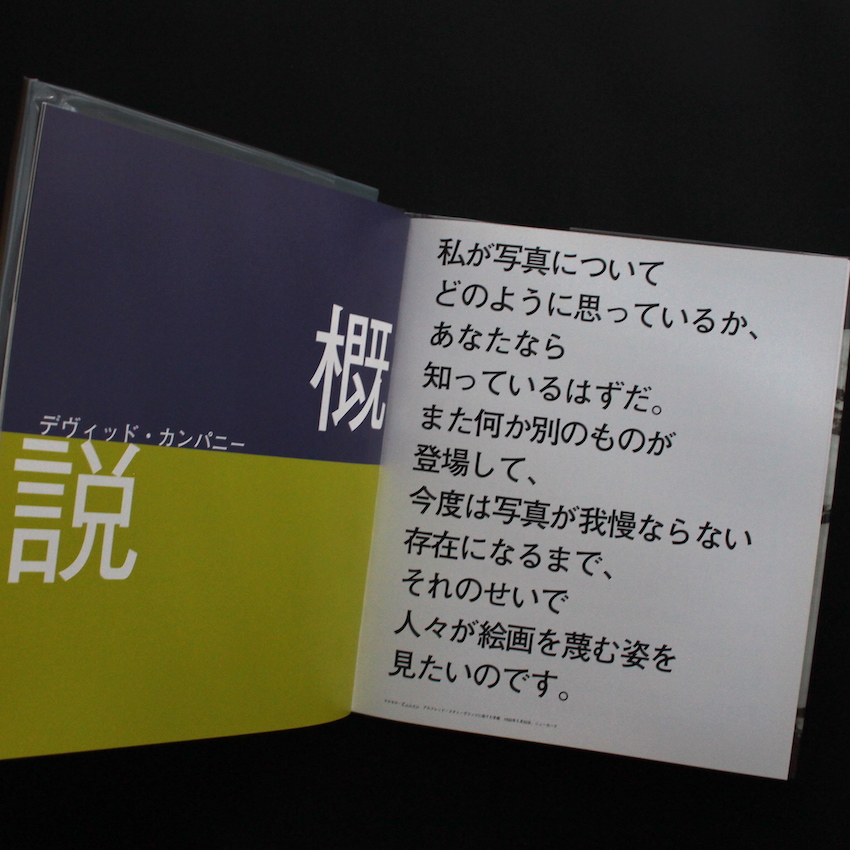 概
説
デヴィッド・カンパニー
私が写真について
どのように思っているか、
あなたなら
知っているはずだ。
また何か別のものが
登場して、
今度は写真が我慢ならない
存在になるまで、
それのせいで
人々が絵画を蔑む姿を
見たいのです。